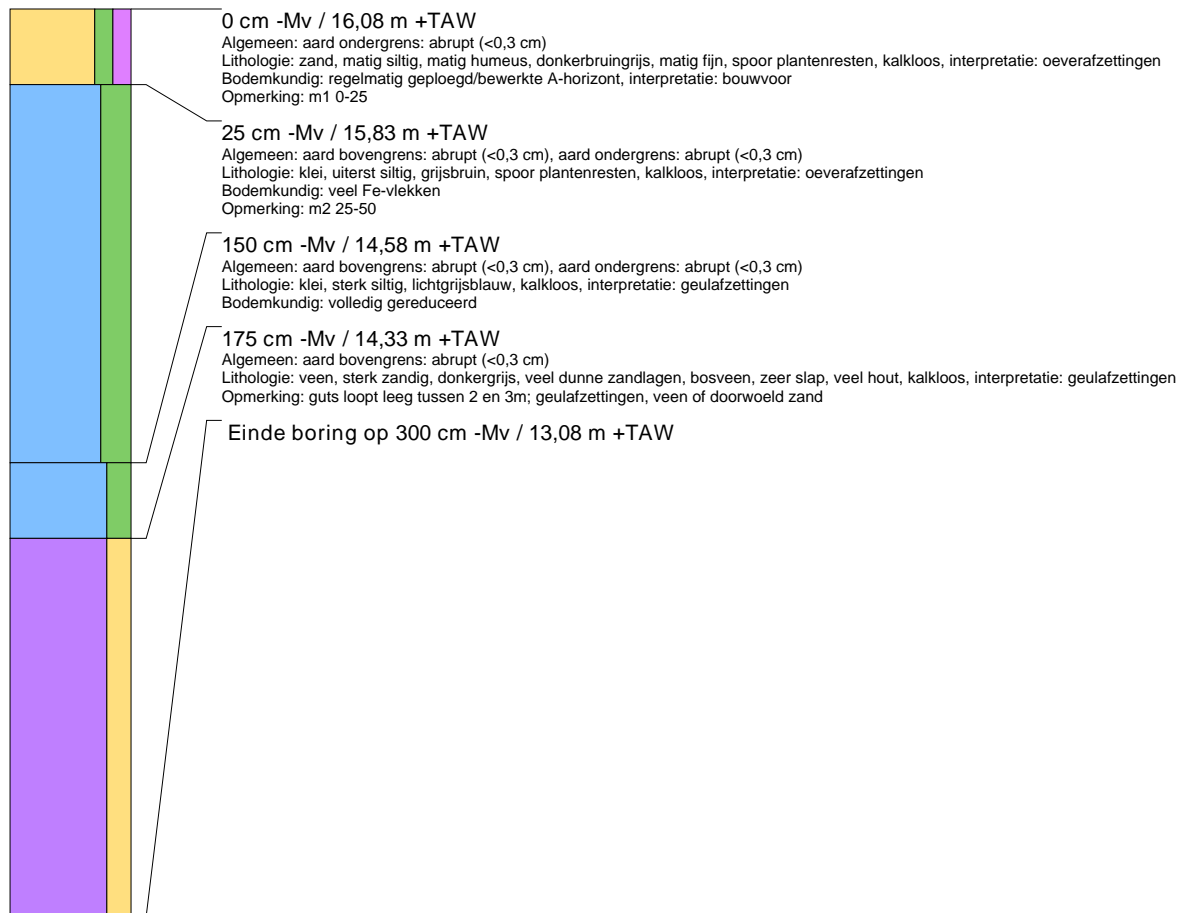 0 cm -Mv / 16,08 m +TAW
Algemeen: aard ondergrens: abrupt (<0,3 cm)
Lithologie: zand, matig siltig, matig humeus, donkerbruingrijs, matig fijn, spoor plantenresten, kalkloos, interpretatie: oeverafzettingen
Bodemkundig: regelmatig geploegd/bewerkte A-horizont, interpretatie: bouwvoor
Opmerking: m1 0-25
25 cm -Mv / 15,83 m +TAW
Algemeen: aard bovengrens: abrupt (<0,3 cm), aard ondergrens: abrupt (<0,3 cm)
Lithologie: klei, uiterst siltig, grijsbruin, spoor plantenresten, kalkloos, interpretatie: oeverafzettingen
Bodemkundig: veel Fe-vlekken
Opmerking: m2 25-50
150 cm -Mv / 14,58 m +TAW
Algemeen: aard bovengrens: abrupt (<0,3 cm), aard ondergrens: abrupt (<0,3 cm)
Lithologie: klei, sterk siltig, lichtgrijsblauw, kalkloos, interpretatie: geulafzettingen
Bodemkundig: volledig gereduceerd
175 cm -Mv / 14,33 m +TAW
Algemeen: aard bovengrens: abrupt (<0,3 cm)
Lithologie: veen, sterk zandig, donkergrijs, veel dunne zandlagen, bosveen, zeer slap, veel hout, kalkloos, interpretatie: geulafzettingen
Opmerking: guts loopt leeg tussen 2 en 3m; geulafzettingen, veen of doorwoeld zand
Einde boring op 300 cm -Mv / 13,08 m +TAW